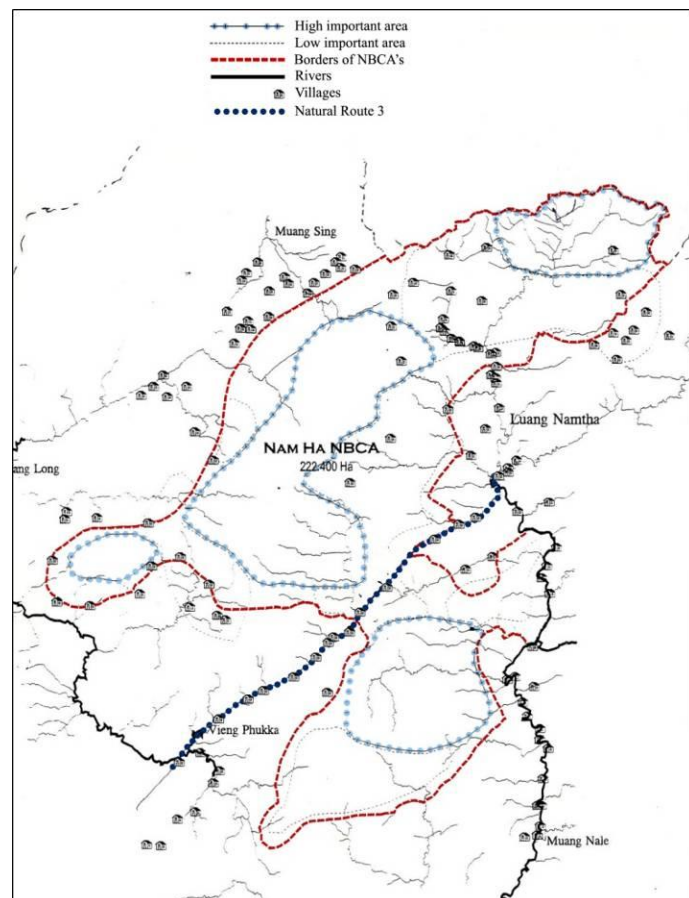 High important area
Low important area
Borders of NBCA's
Rivers
Villages
Natural Route 3
Muang Sing
Luang Namtha
NAM HA NBCA
222.400 Ha
ang Long
Vieng Phukka
Muang Nale